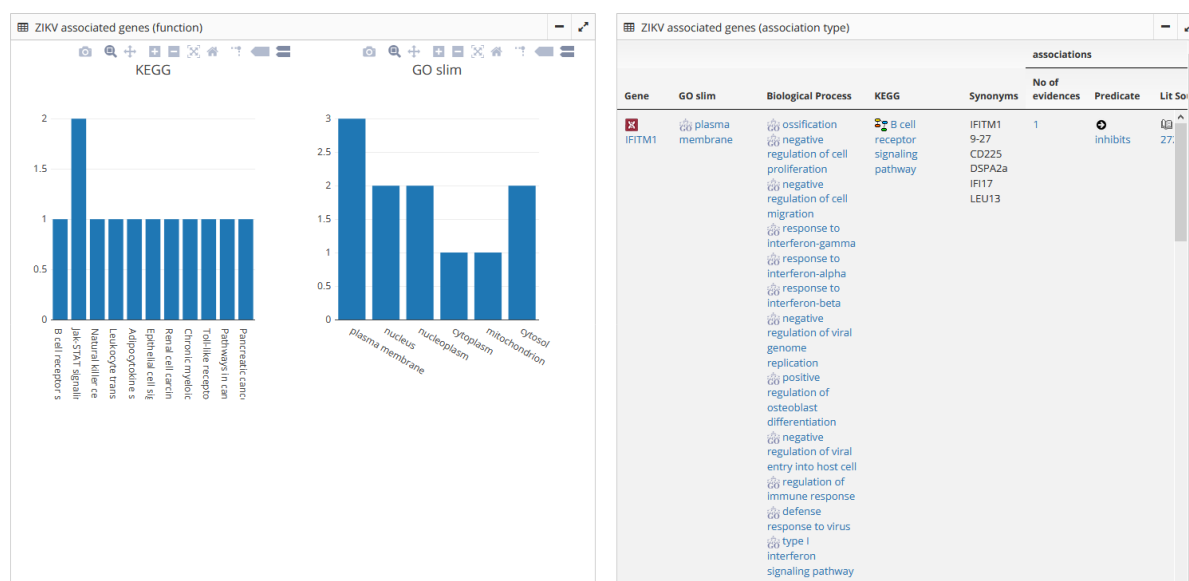 ZIKV associated genes (function)
KEGG
2
1.5
1
0.5
0
B cell receptor s
Jak-STAT signalin
Natural killer ce
Leukocyte trans
Adipocytokine s
Epithelial cell sig
Renal cell carcin
Chronic myeloic
Toll-like recepto
Pathways in can
Pancreatic canc
GO slim
3
2.5
2
1.5
1
0.5
0
plasma membrane
nucleus
nucleoplasm
cytoplasm
mitochondrion
cytosol
ZIKV associated genes (association type)
associations
Gene GO slim Biological Process KEGG Synonyms No of evidences Predicate Lit Sou
IFITM1
plasma
membrane
ossification
negative
regulation of cell
proliferation
negative
regulation of cell
migration
response to
interferon-gamma
response to
interferon-alpha
response to
interferon-beta
negative
regulation of viral
genome
replication
positive
regulation of
osteoblast
differentiation
negative
regulation of viral
entry into host cell
regulation of
immune response
defense
response to virus
type I
interferon
signaling pathway
B cell
receptor
signaling
pathway
IFITM1
9-27
CD225
DSPA2a
IFI17
LEU13
1
inhibits